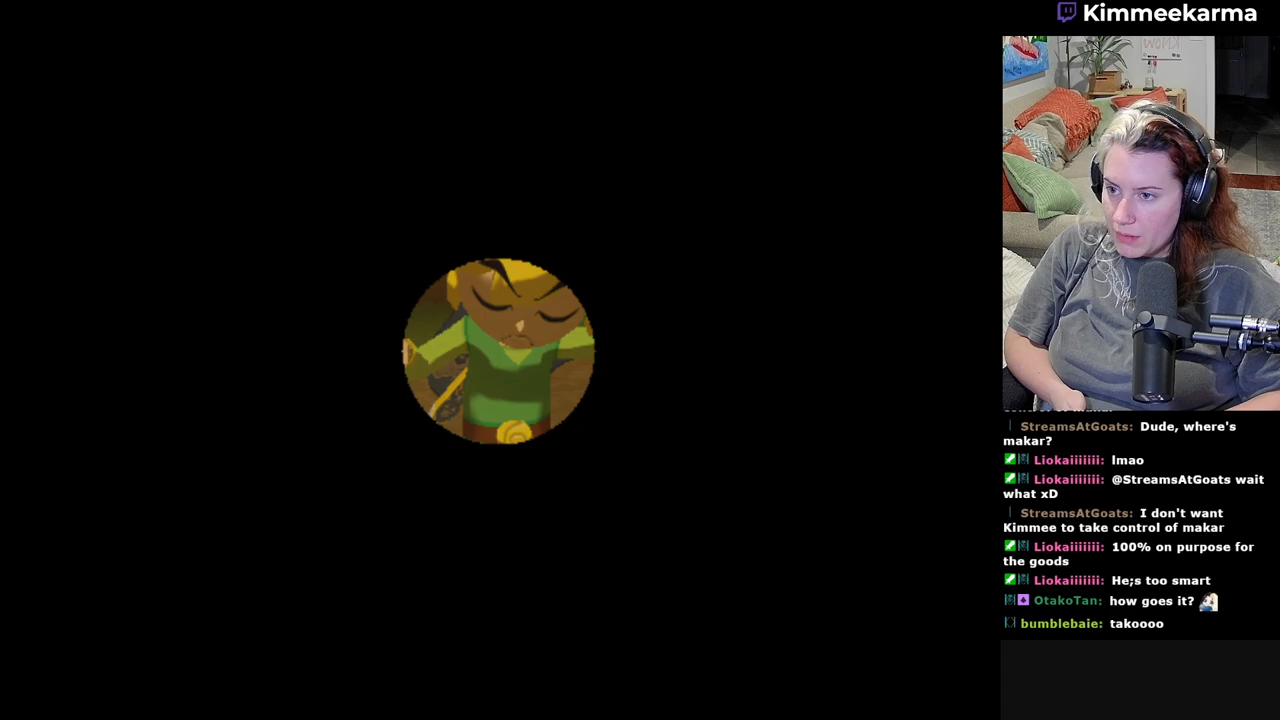 Kimmeekarma
StreamsAtGoats: Dude, where's
makar?
Liokaiiiiiii: lmao
Liokaiiiiiii: @StreamsAtGoats wait
what xD
StreamsAtGoats: I don't want
Kimmee to take control of makar
Liokaiiiiiii: 100% on purpose for
the goods
Liokaiiiiiii: He;s too smart
OtakoTan: how goes it?
bumblebaie: takoooo